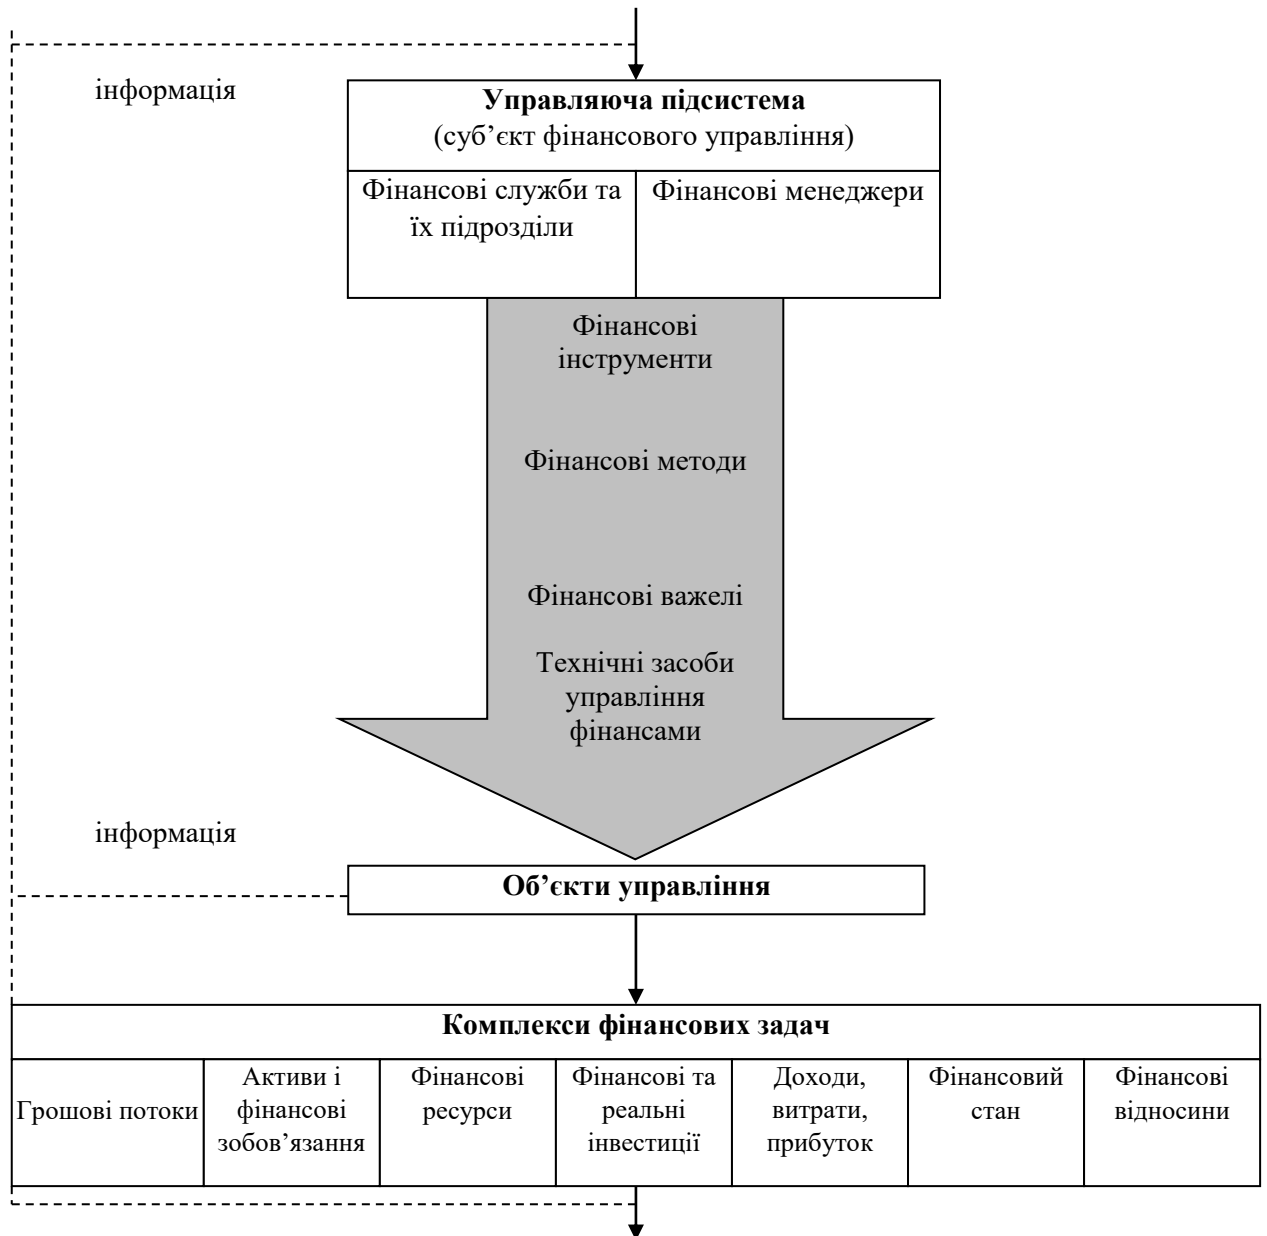 інформація
Управляюча підсистема
(суб’єкт фінансового управління)
Фінансові служби та
їх підрозділи
Фінансові менеджери
Фінансові
інструменти
Фінансові методи
Фінансові важелі
Технічні засоби
управління
фінансами
інформація
Об’єкти управління
Комплекси фінансових задач
Грошові потоки
Активи і
фінансові
зобов’язання
Фінансові
ресурси
Фінансові та
реальні
інвестиції
Доходи,
витрати,
прибуток
Фінансовий
стан
Фінансові
відносини